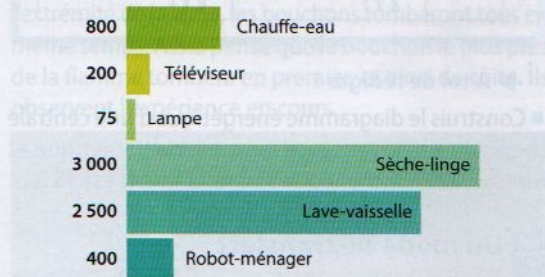 800 Chauffe-eau
200 Téléviseur
75 Lampe
3 000 Sèche-linge
2 500 Lave-vaisselle
400 Robot-ménager